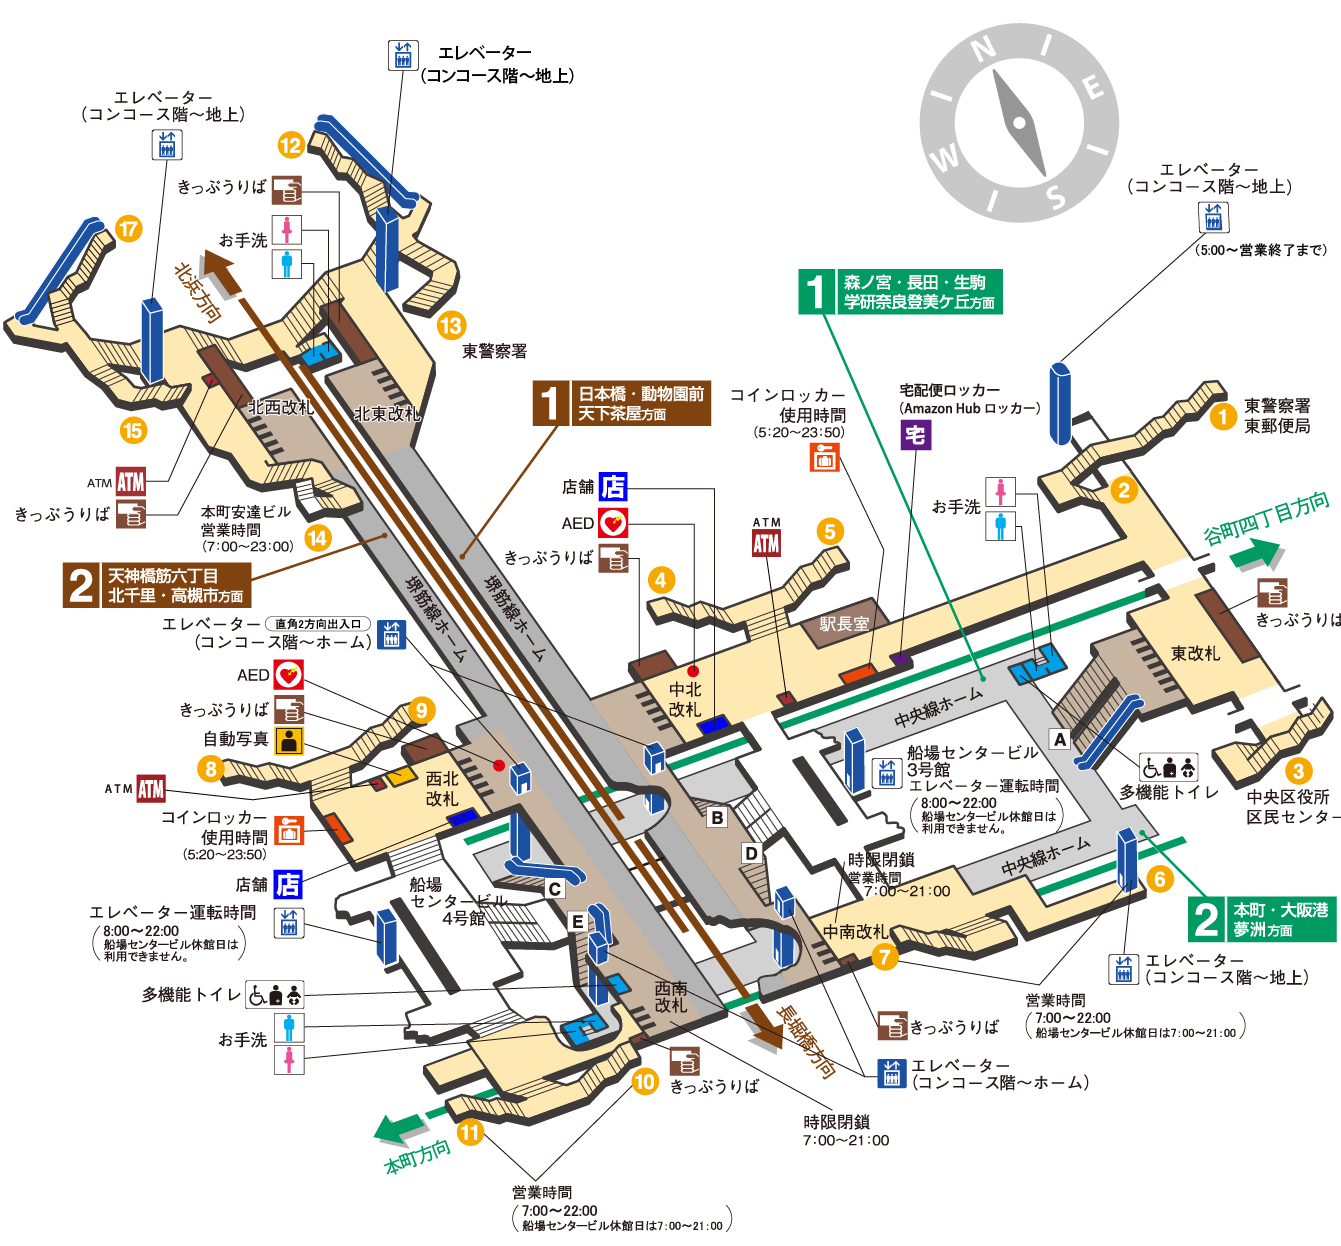 エレベーター
(コンコース階～地上)
エレベーター
(コンコース階～地上)
N
I
E
I
S
I
W
I
12
きっぷうりば
お手洗
17
北浜方向
13
東警察署
エレベーター
(コンコース階～地上)
(5:00～営業終了まで)
1
森ノ宮・長田・生駒
学研奈良登美ケ丘方面
15
北西改札
北東改札
1
日本橋・動物園前
天下茶屋方面
コインロッカー
使用時間
(5:20～23:50)
宅配便ロッカー
(Amazon Hub ロッカー)
宅
1
東警察署
東郵便局
ATM
ATM
きっぷうりば
本町安達ビル
営業時間
(7:00～23:00)
14
店舗
店
AED
きっぷうりば
ATM
ATM
5
お手洗
2
谷町四丁目方向
2
天神橋筋六丁目
北千里・高槻市方面
堺筋線ホーム
堺筋線ホーム
4
駅長室
きっぷうりば
エレベーター
直角2方向出入口
(コンコース階～ホーム)
AED
きっぷうりば
自動写真
9
8
中北
改札
東改札
中央線ホーム
A
ATM
ATM
西北
改札
船場センタービル
3号館
エレベーター運転時間
(8:00～22:00
船場センタービル休館日は
利用できません。)
多機能トイレ
3
中央区役所
区民センター
コインロッカー
使用時間
(5:20～23:50)
B
D
店舗
店
船場
センタービル
4号館
C
E
時限閉鎖
営業時間
7:00～21:00
中央線ホーム
6
エレベーター運転時間
(8:00～22:00
船場センタービル休館日は
利用できません。)
中南改札
7
2
本町・大阪港
夢洲方面
エレベーター
(コンコース階～地上)
多機能トイレ
お手洗
西南
改札
長堀橋方向
きっぷうりば
営業時間
(7:00～22:00
船場センタービル休館日は7:00～21:00)
10
きっぷうりば
エレベーター
(コンコース階～ホーム)
11
本町方向
時限閉鎖
7:00～21:00
営業時間
(7:00～22:00
船場センタービル休館日は7:00～21:00)